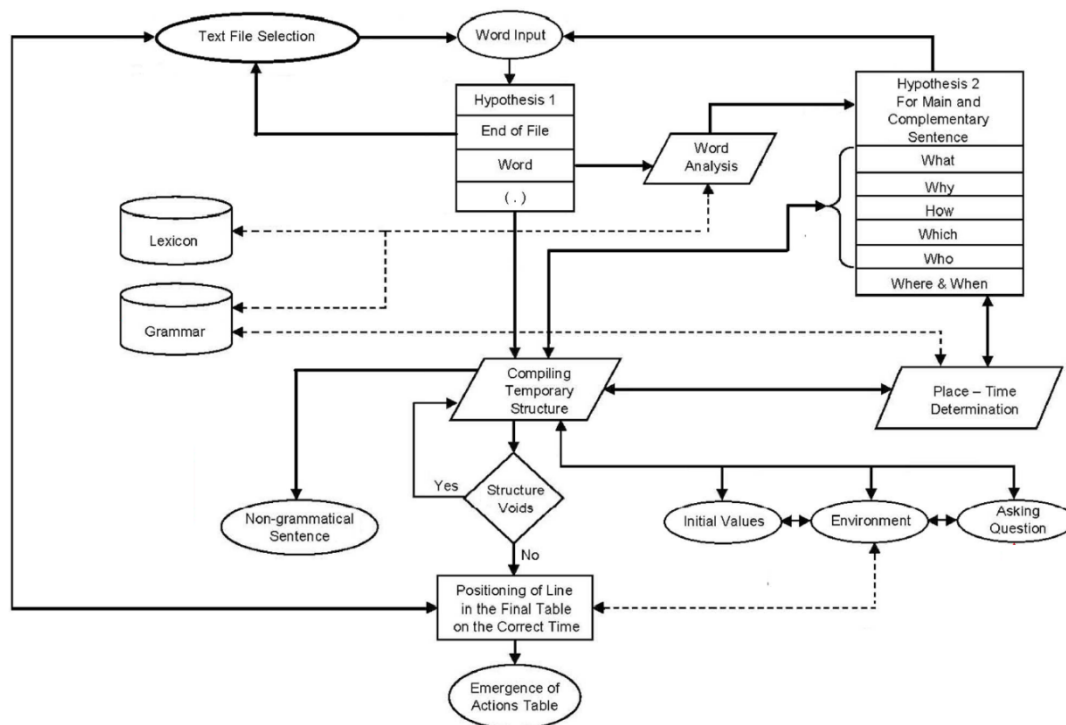 Text File Selection
Word Input
Hypothesis 1
End of File
Word
( . )
Word
Analysis
Hypothesis 2
For Main and
Complementary
Sentence
What
Why
How
Which
Who
Where & When
Lexicon
Grammar
Compiling
Temporary
Structure
Place – Time
Determination
Yes
Structure
Voids
No
Non-grammatical
Sentence
Initial Values
Environment
Asking
Question
Positioning of Line
in the Final Table
on the Correct Time
Emergence of
Actions Table